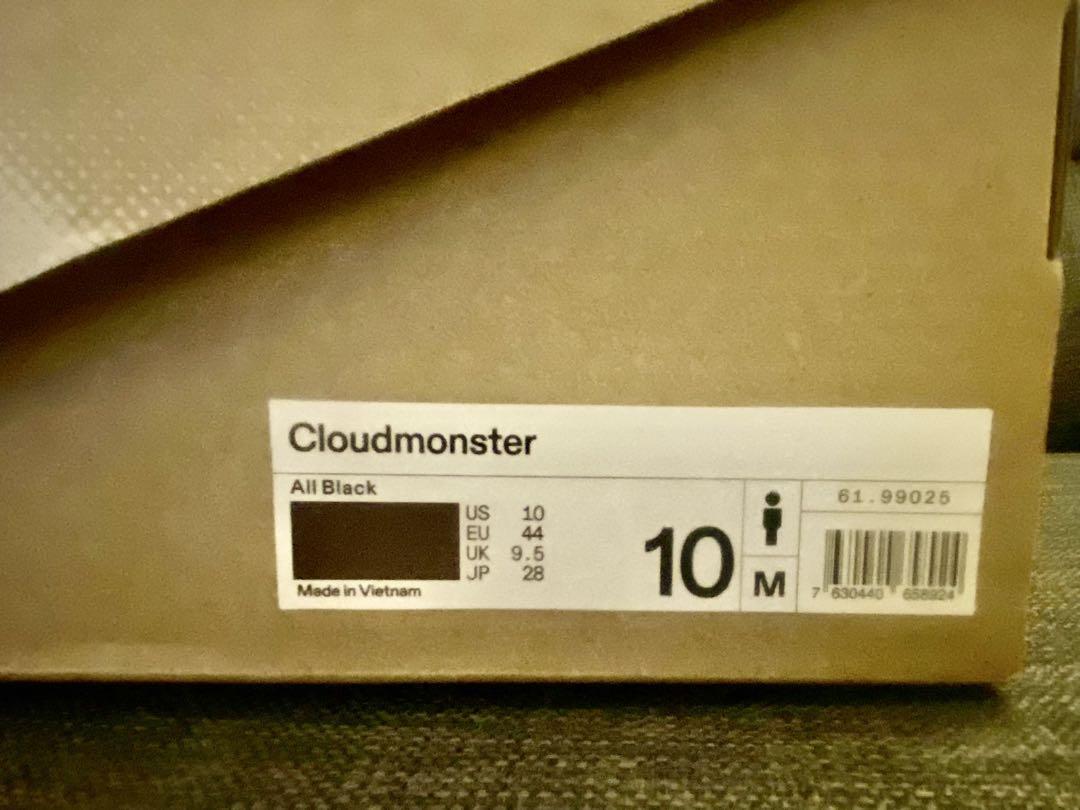 Cloudmonster
All Black
US 10
EU 44
UK 9.5
JP 28
Made in Vietnam
10
M
61.99025
7 630440 658924